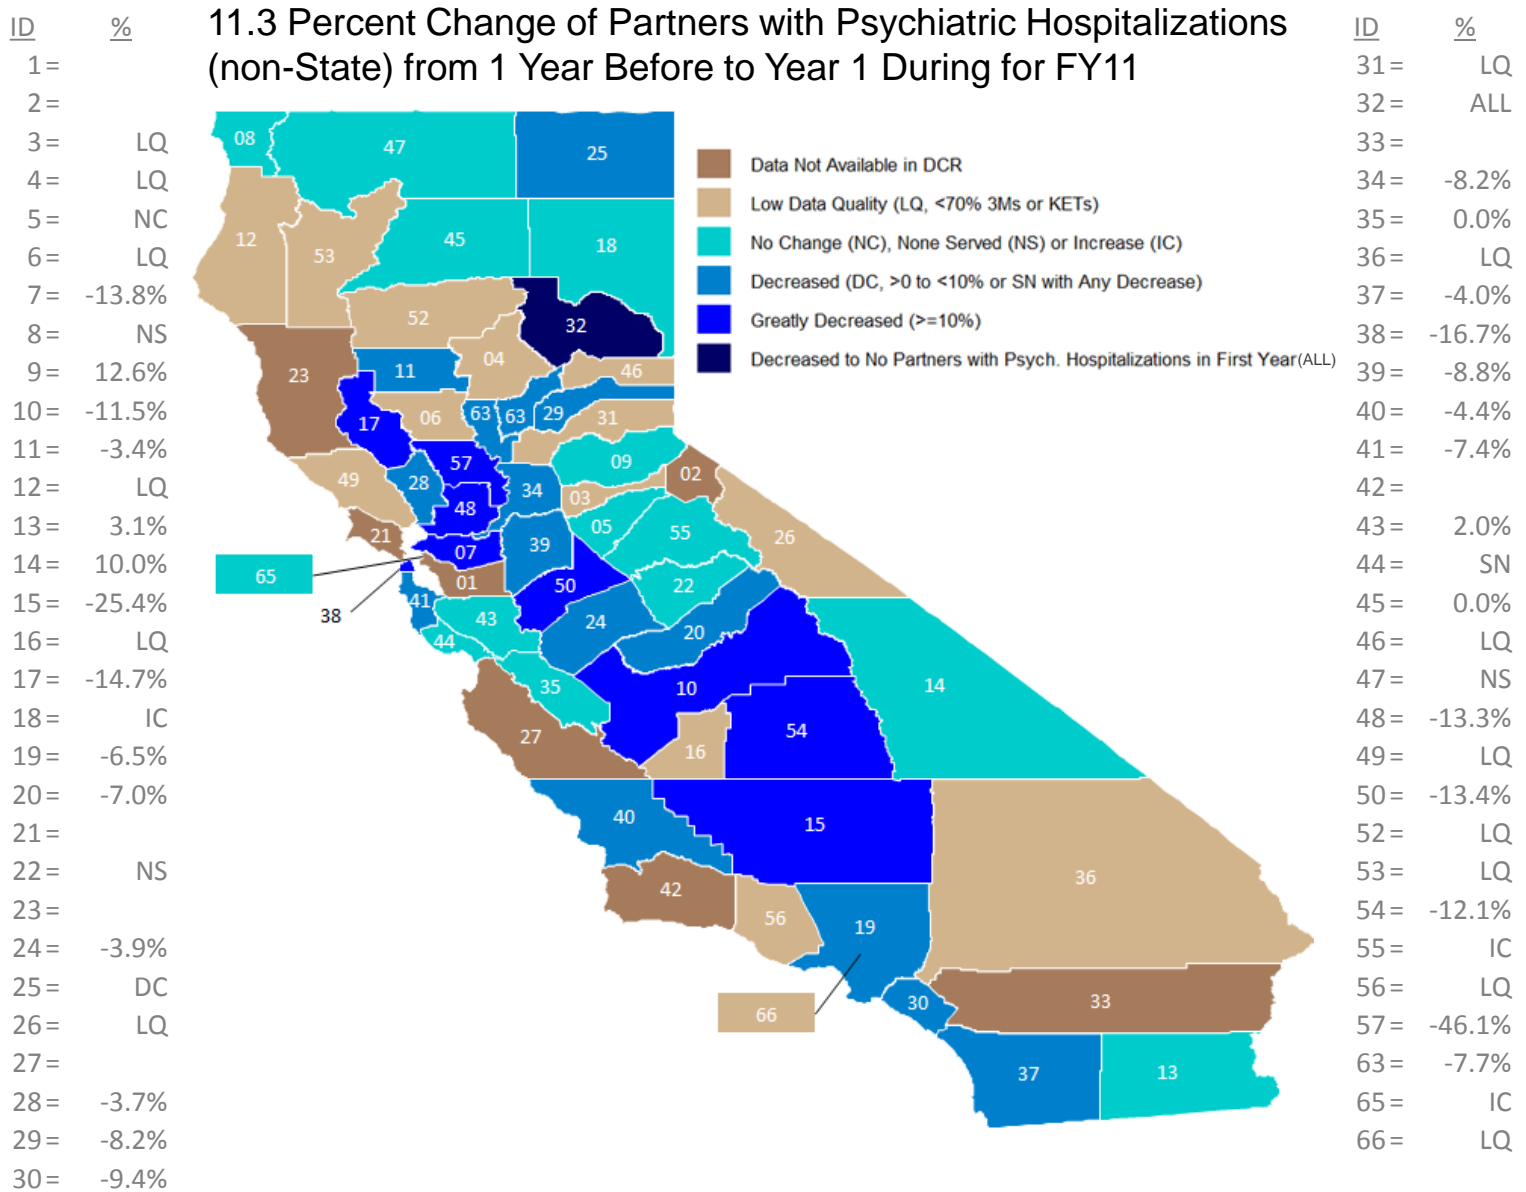 11.3 Percent Change of Partners with Psychiatric Hospitalizations
(non-State) from 1 Year Before to Year 1 During for FY11
ID %
1 =
2 =
3 = LQ
4 = LQ
5 = NC
6 = LQ
7 = -13.8%
8 = NS
9 = 12.6%
10 = -11.5%
11 = -3.4%
12 = LQ
13 = 3.1%
14 = 10.0%
15 = -25.4%
16 = LQ
17 = -14.7%
18 = IC
19 = -6.5%
20 = -7.0%
21 =
22 = NS
23 =
24 = -3.9%
25 = DC
26 = LQ
27 =
28 = -3.7%
29 = -8.2%
30 = -9.4%
Data Not Available in DCR
Low Data Quality (LQ, <70% 3Ms or KETs)
No Change (NC), None Served (NS) or Increase (IC)
Decreased (DC, >0 to <10% or SN with Any Decrease)
Greatly Decreased (>=10%)
Decreased to No Partners with Psych. Hospitalizations in First Year(ALL)
08
47
25
12
53
45
18
52
32
04
23
11
46
17
06
63
63
29
31
57
09
49
28
34
02
48
03
21
05
55
26
07
39
65
01
50
22
38
41
43
24
20
44
35
10
14
27
16
54
40
15
42
56
19
36
66
30
33
37
13
ID %
31 = LQ
32 = ALL
33 =
34 = -8.2%
35 = 0.0%
36 = LQ
37 = -4.0%
38 = -16.7%
39 = -8.8%
40 = -4.4%
41 = -7.4%
42 =
43 = 2.0%
44 = SN
45 = 0.0%
46 = LQ
47 = NS
48 = -13.3%
49 = LQ
50 = -13.4%
52 = LQ
53 = LQ
54 = -12.1%
55 = IC
56 = LQ
57 = -46.1%
63 = -7.7%
65 = IC
66 = LQ